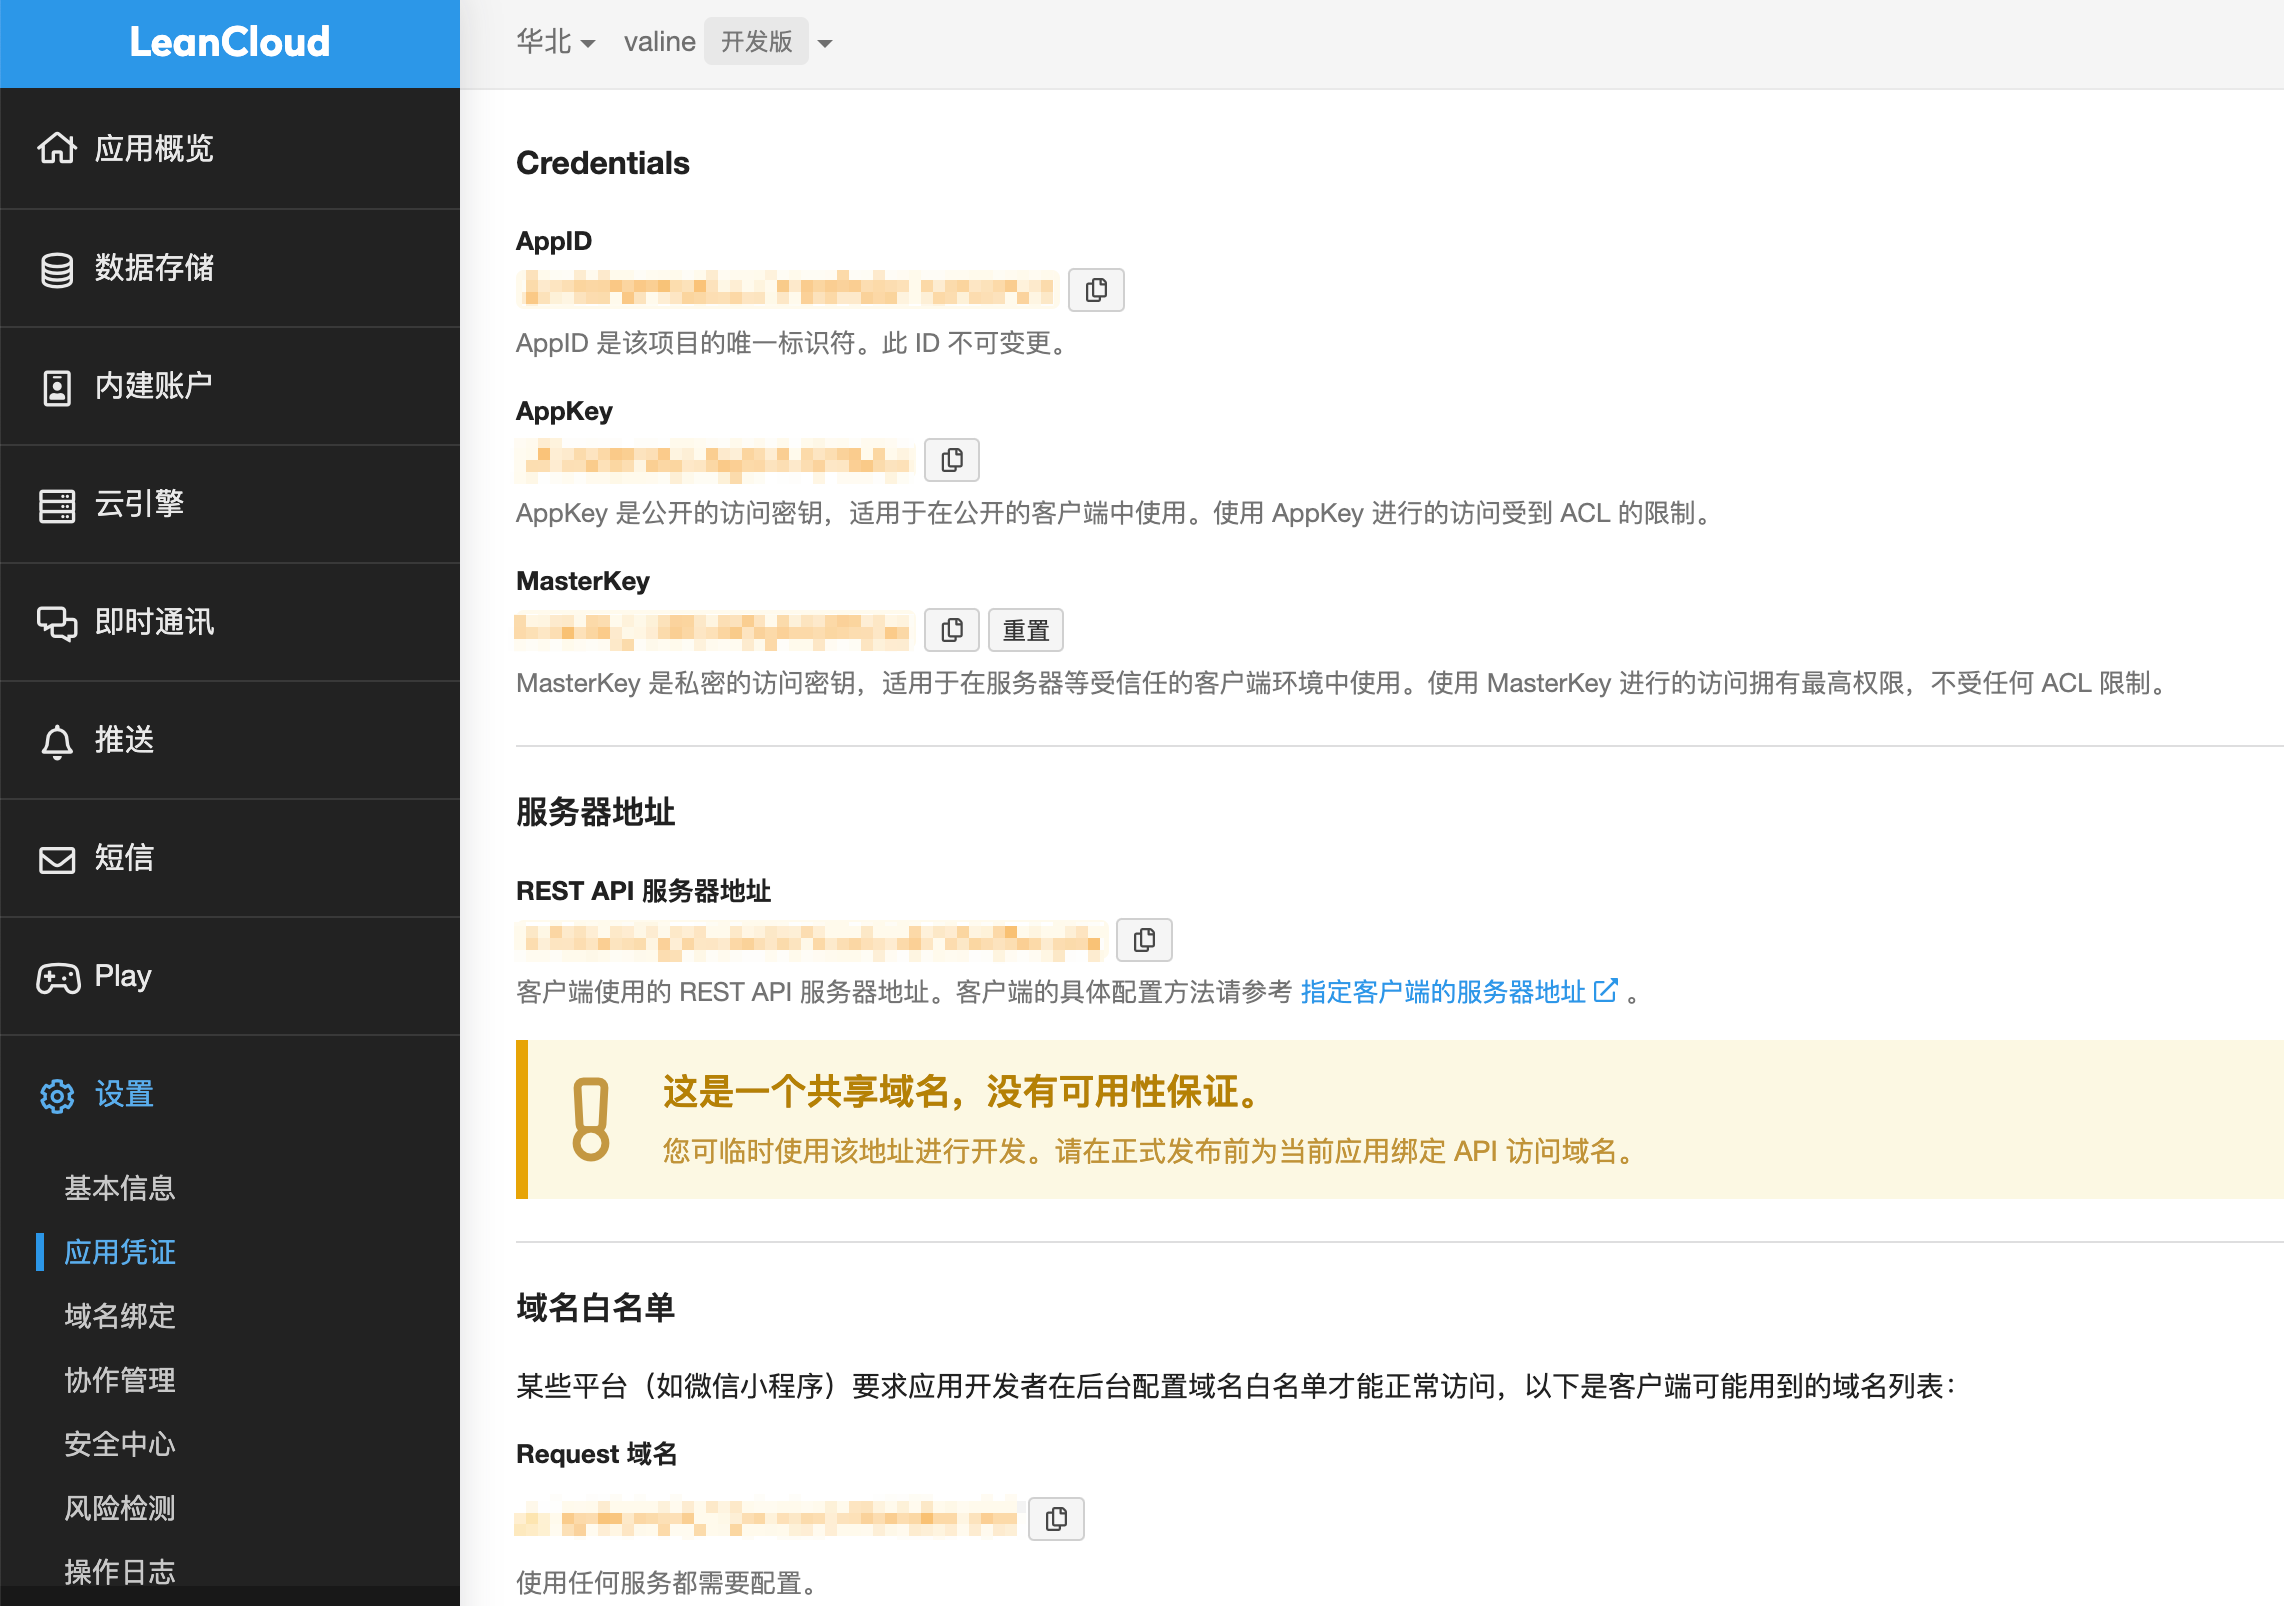 LeanCloud
华北
valine 开发版
应用概览
数据存储
内建账户
云引擎
即时通讯
推送
短信
Play
设置
基本信息
应用凭证
域名绑定
协作管理
安全中心
风险检测
操作日志
Credentials
AppID
AppID 是该项目的唯一标识符。此 ID 不可变更。
AppKey
AppKey 是公开的访问密钥，适用于在公开的客户端中使用。使用 AppKey 进行的访问受到 ACL 的限制。
MasterKey
重置
MasterKey 是私密的访问密钥，适用于在服务器等受信任的客户端环境中使用。使用 MasterKey 进行的访问拥有最高权限，不受任何 ACL 限制。
服务器地址
REST API 服务器地址
客户端使用的 REST API 服务器地址。客户端的具体配置方法请参考 指定客户端的服务器地址 。
这是一个共享域名，没有可用性保证。
您可临时使用该地址进行开发。请在正式发布前为当前应用绑定 API 访问域名。
域名白名单
某些平台（如微信小程序）要求应用开发者在后台配置域名白名单才能正常访问，以下是客户端可能用到的域名列表：
Request 域名
使用任何服务都需要配置。